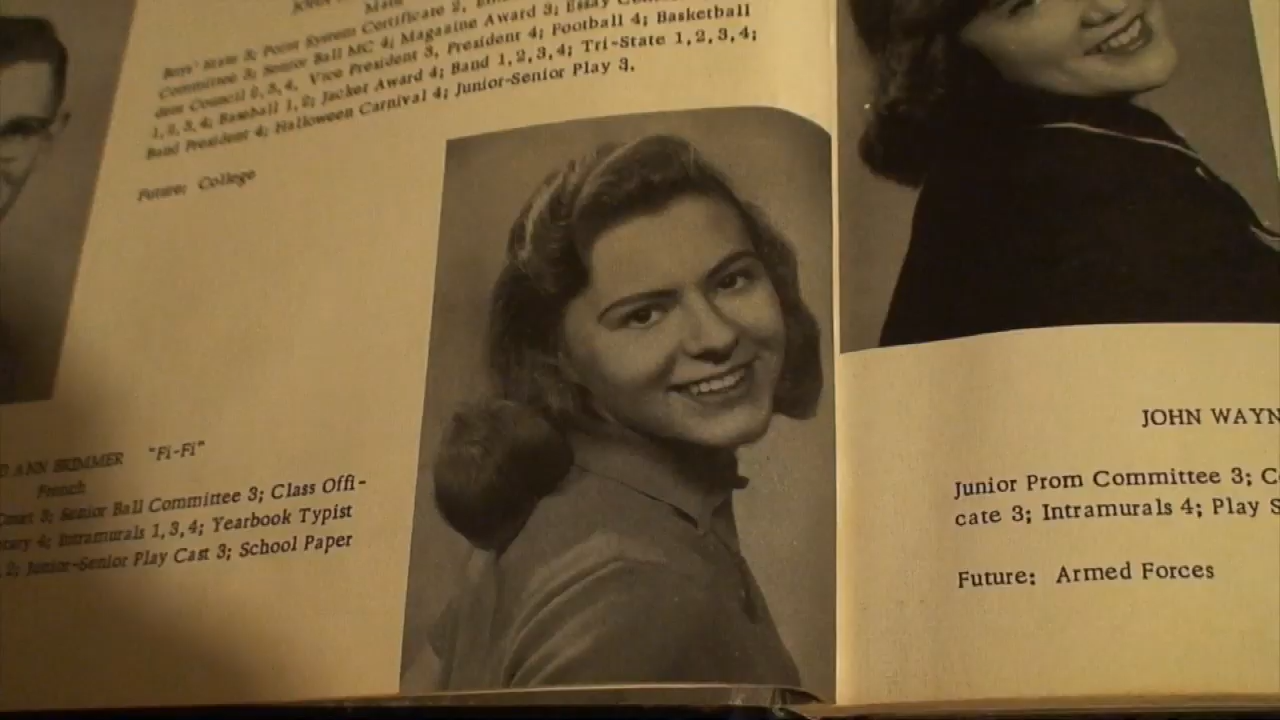 Point System Certificate 2,
Committee 3; Senior Ball MC 4; Magazine Award 3; Essay
Council 2,3,4, Vice President 3, President 4; Football 4; Basketball
1,2,3,4; Baseball 1,2; Jacket Award 4; Band 1,2,3,4; Tri-State 1,2,3,4;
Band President 4; Halloween Carnival 4; Junior-Senior Play 3.
Future: College
ANN BRIMMER "Fi-Fi"
French
Court 3; Senior Ball Committee 3; Class Offi-
4; Intramurals 1,3,4; Yearbook Typist
2; Junior-Senior Play Cast 3; School Paper
JOHN WAYN
Junior Prom Committee 3; C
cate 3; Intramurals 4; Play S
Future: Armed Forces